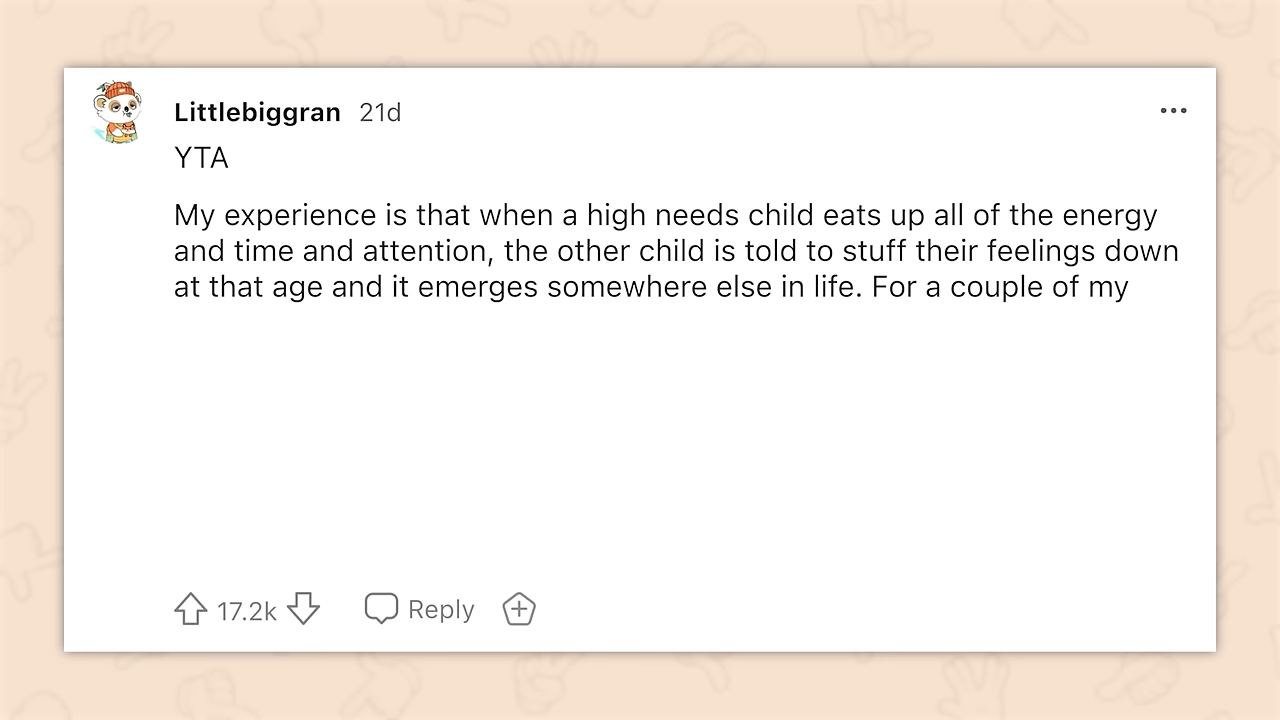 Littlebiggran 21d
YTA
My experience is that when a high needs child eats up all of the energy
and time and attention, the other child is told to stuff their feelings down
at that age and it emerges somewhere else in life. For a couple of my
17.2k Reply